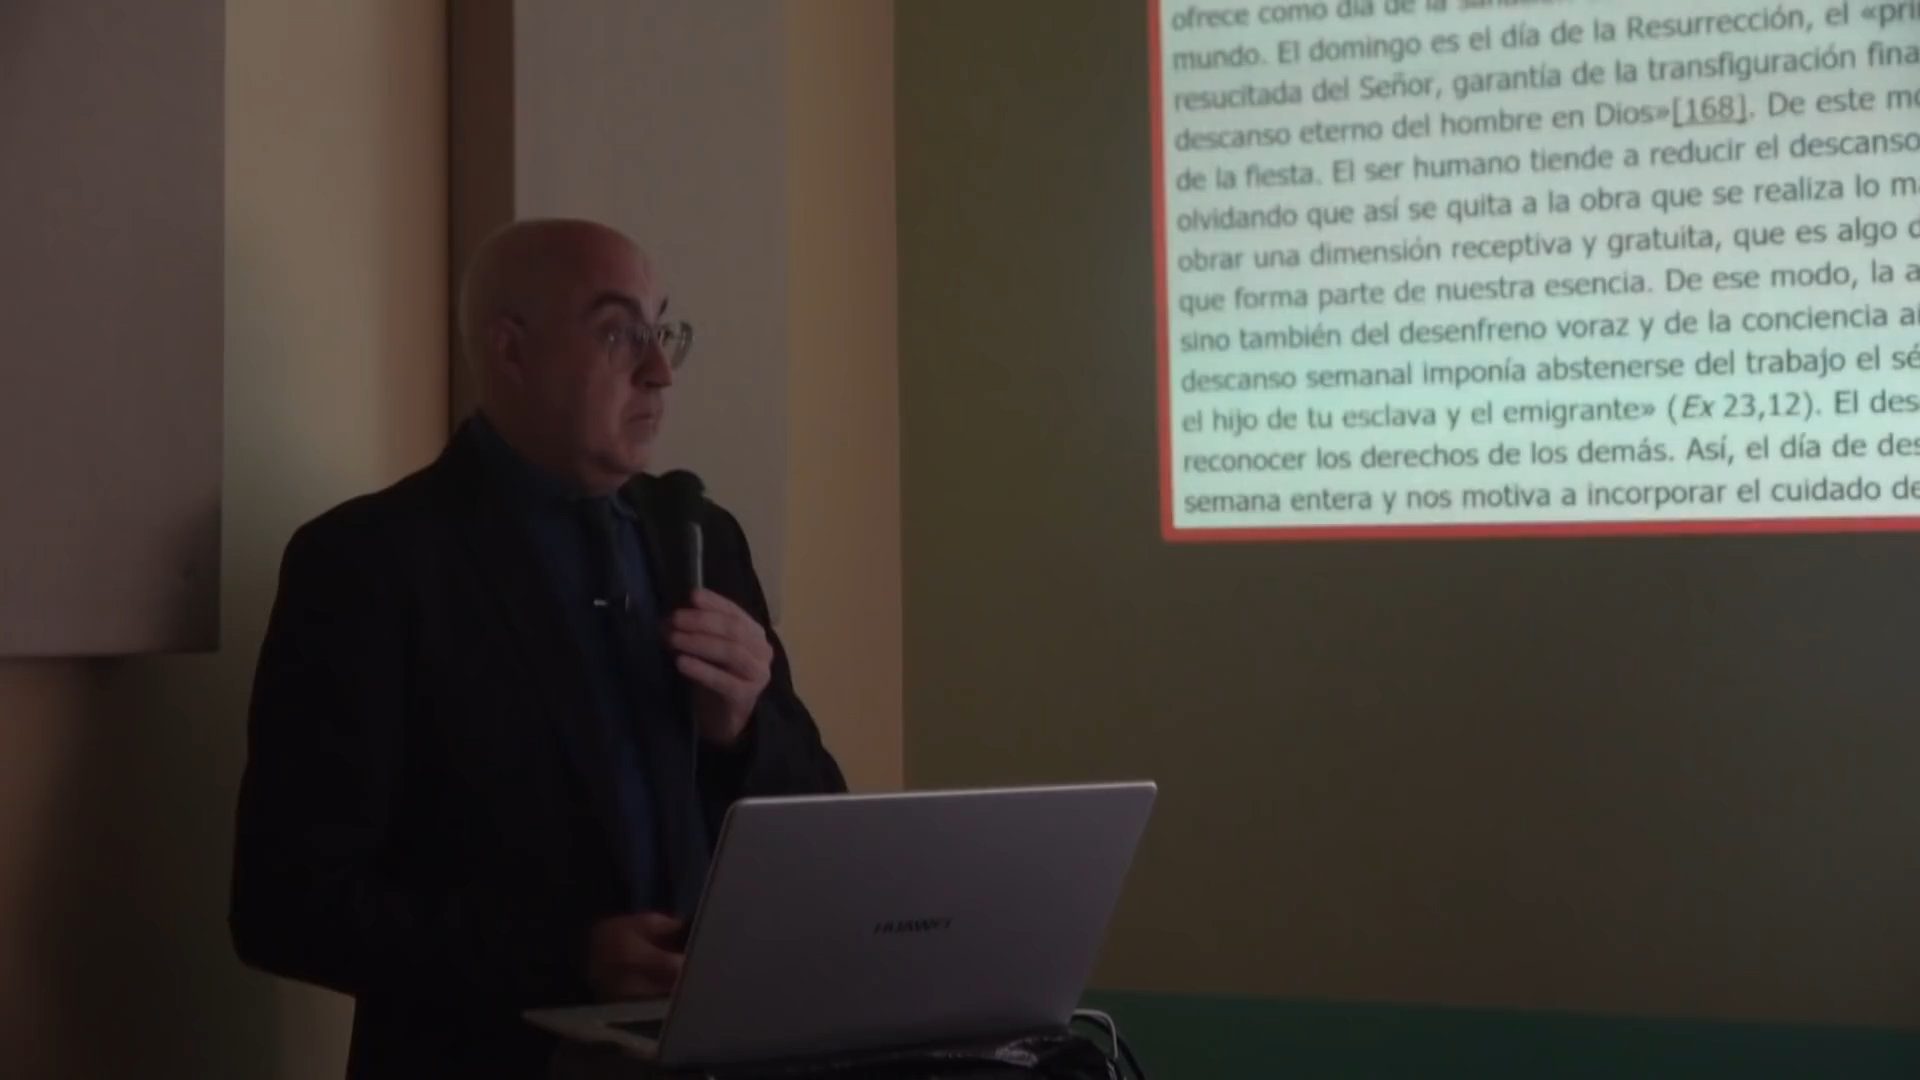 ofrece como día de la
mundo. El domingo es el día de la Resurrección, el «pri
resucitada del Señor, garantía de la transfiguración fina
descanso eterno del hombre en Dios»[168]. De este mo
de la fiesta. El ser humano tiende a reducir el descanso
olvidando que así se quita a la obra que se realiza lo m
obrar una dimensión receptiva y gratuita, que es algo d
que forma parte de nuestra esencia. De ese modo, la a
sino también del desenfreno voraz y de la conciencia ai
descanso semanal imponía abstenerse del trabajo el sé
el hijo de tu esclava y el emigrante» (Ex 23,12). El des
reconocer los derechos de los demás. Así, el día de des
semana entera y nos motiva a incorporar el cuidado de
HUAWEI